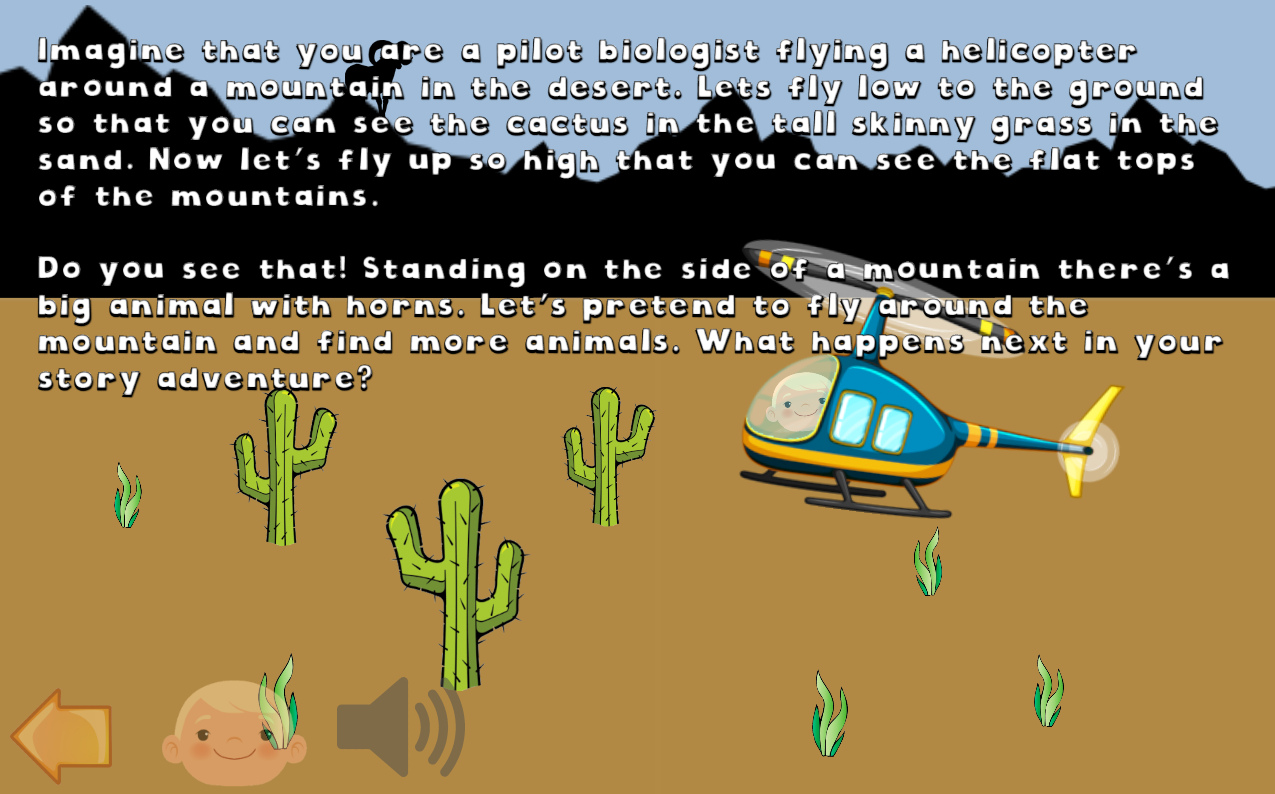 Imagine that you are a pilot biologist flying a helicopter
around a mountain in the desert. Lets fly low to the ground
so that you can see the cactus in the tall skinny grass in the
sand. Now let's fly up so high that you can see the flat tops
of the mountains.
Do you see that! Standing on the side of a mountain there's a
big animal with horns. Let's pretend to fly around the
mountain and find more animals. What happens next in your
story adventure?